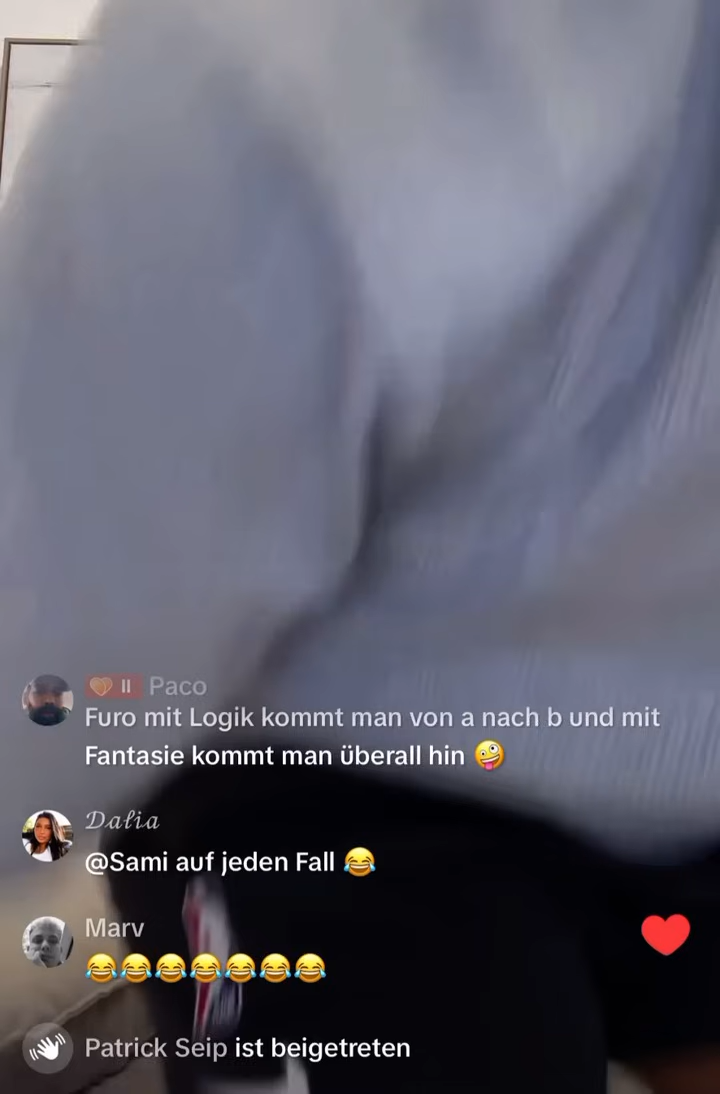 Paco
Furo mit Logik kommt man von a nach b und mit
Fantasie kommt man überall hin 🤪
𝓓𝓪𝓵𝓲𝓪
@Sami auf jeden Fall 😂
Marv
😂😂😂😂😂😂😂
Patrick Seip ist beigetreten